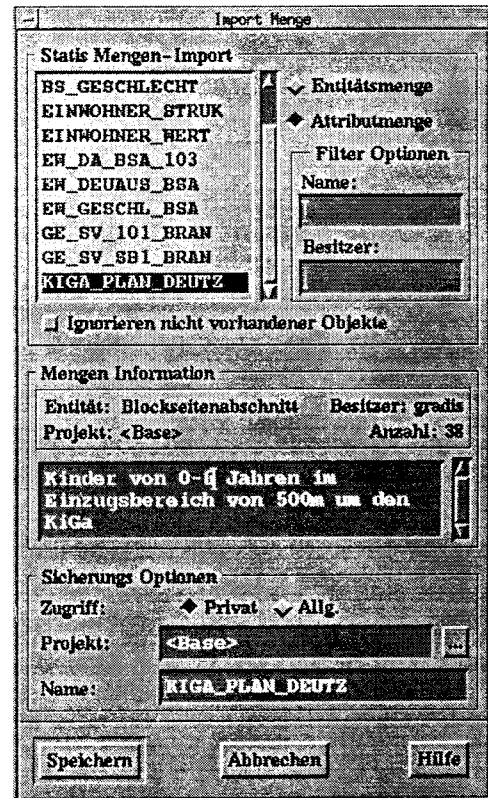 Import Menge
Statis Mengen-Import
BS_GESCHLECHT
EINWOHNER_STRUK
EINWOHNER_WERT
EW_DA_BSA_103
EW_DEUAUS_BSA
EW_GESCHL_BSA
GE_SV_101_BRAN
GE_SV_SB1_BRAN
KIGA_PLAN_DEUTZ
Entitätsmenge
Attributmenge
Filter Optionen
Name:
Besitzer:
Ignorieren nicht vorhandener Objekte
Mengen Information
Entität: Blockseitenabschnitt Besitzer: gradis
Projekt: <Base> Anzahl: 38
Kinder von 0-6 Jahren im
Einzugsbereich von 500m um den
KiGa
Sicherungs Optionen
Zugriff: Privat Allg.
Projekt: <Base> ...
Name: KIGA_PLAN_DEUTZ
Speichern Abbrechen Hilfe